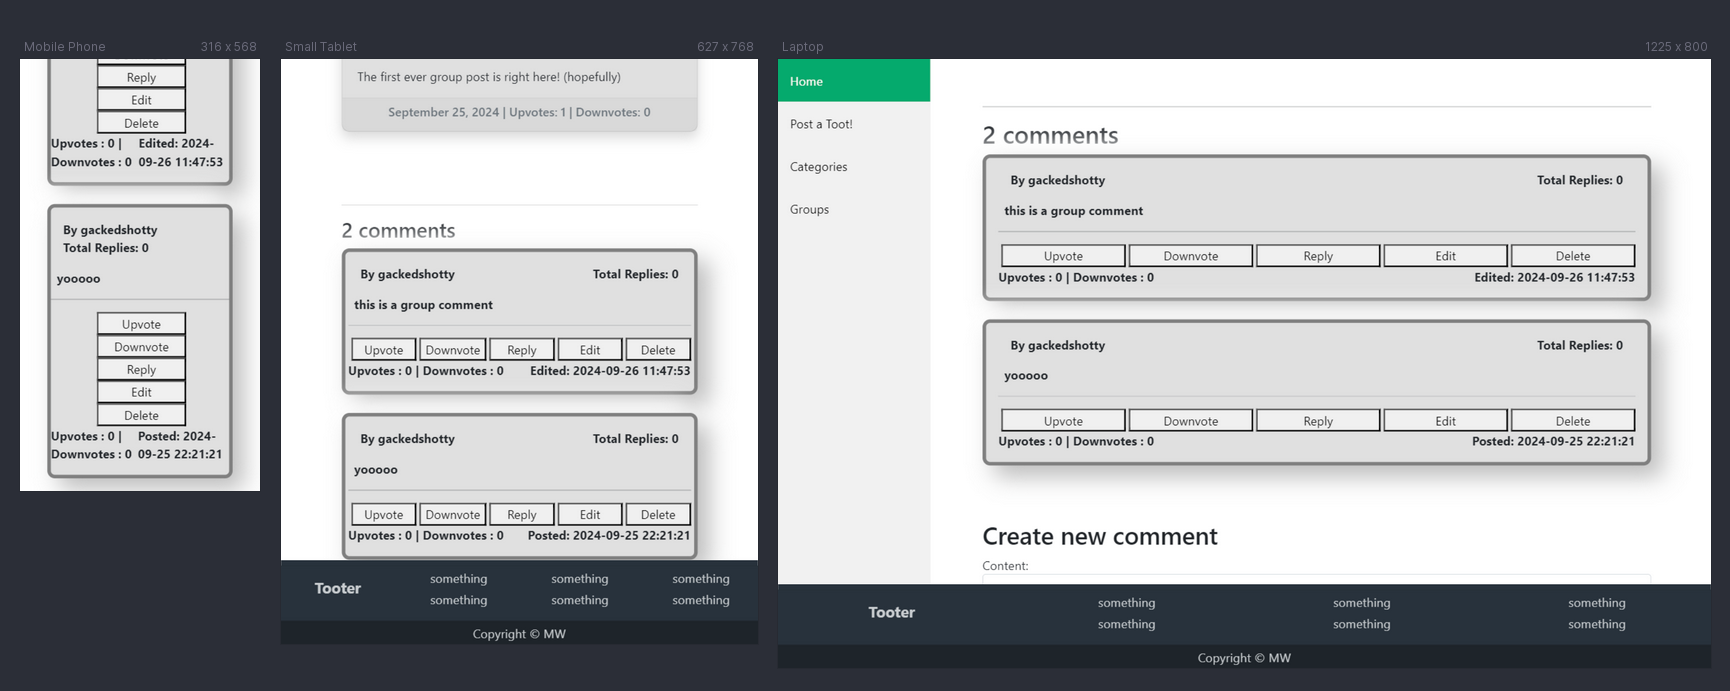 Mobile Phone 316 x 568
Reply
Edit
Delete
Upvotes : 0 | Edited: 2024-
Downvotes : 0 09-26 11:47:53
By gackedshotty
Total Replies: 0
yooooo
Upvote
Downvote
Reply
Edit
Delete
Upvotes : 0 | Posted: 2024-
Downvotes : 0 09-25 22:21:21
Small Tablet 627 x 768
The first ever group post is right here! (hopefully)
September 25, 2024 | Upvotes: 1 | Downvotes: 0
2 comments
By gackedshotty Total Replies: 0
this is a group comment
Upvote Downvote Reply Edit Delete
Upvotes : 0 | Downvotes : 0 Edited: 2024-09-26 11:47:53
By gackedshotty Total Replies: 0
yooooo
Upvote Downvote Reply Edit Delete
Upvotes : 0 | Downvotes : 0 Posted: 2024-09-25 22:21:21
Tooter
something something something
something something something
Copyright © MW
Laptop 1225 x 800
Home
Post a Toot!
Categories
Groups
2 comments
By gackedshotty Total Replies: 0
this is a group comment
Upvote Downvote Reply Edit Delete
Upvotes : 0 | Downvotes : 0 Edited: 2024-09-26 11:47:53
By gackedshotty Total Replies: 0
yooooo
Upvote Downvote Reply Edit Delete
Upvotes : 0 | Downvotes : 0 Posted: 2024-09-25 22:21:21
Create new comment
Content:
Tooter
something something something
something something something
Copyright © MW